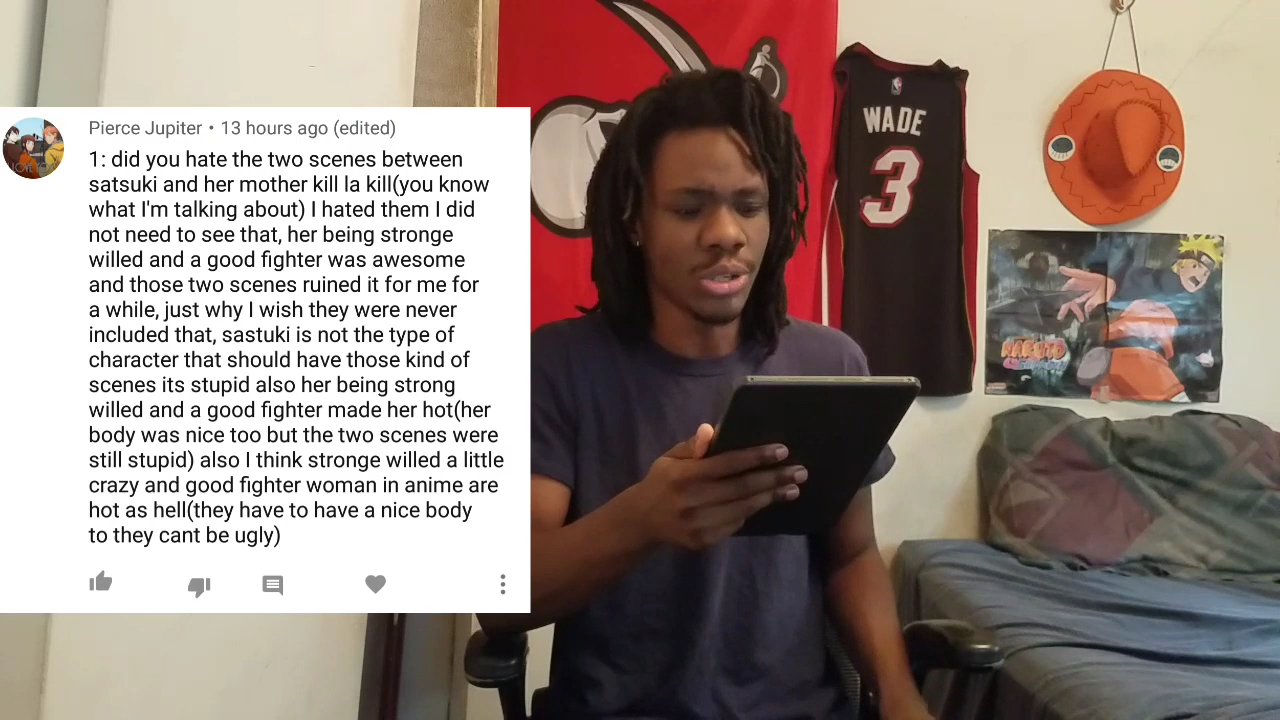 Pierce Jupiter • 13 hours ago (edited)
1: did you hate the two scenes between
satsuki and her mother kill la kill(you know
what I'm talking about) I hated them I did
not need to see that, her being stronge
willed and a good fighter was awesome
and those two scenes ruined it for me for
a while, just why I wish they were never
included that, sastuki is not the type of
character that should have those kind of
scenes its stupid also her being strong
willed and a good fighter made her hot(her
body was nice too but the two scenes were
still stupid) also I think stronge willed a little
crazy and good fighter woman in anime are
hot as hell(they have to have a nice body
to they cant be ugly)
WADE
3
NARUTO